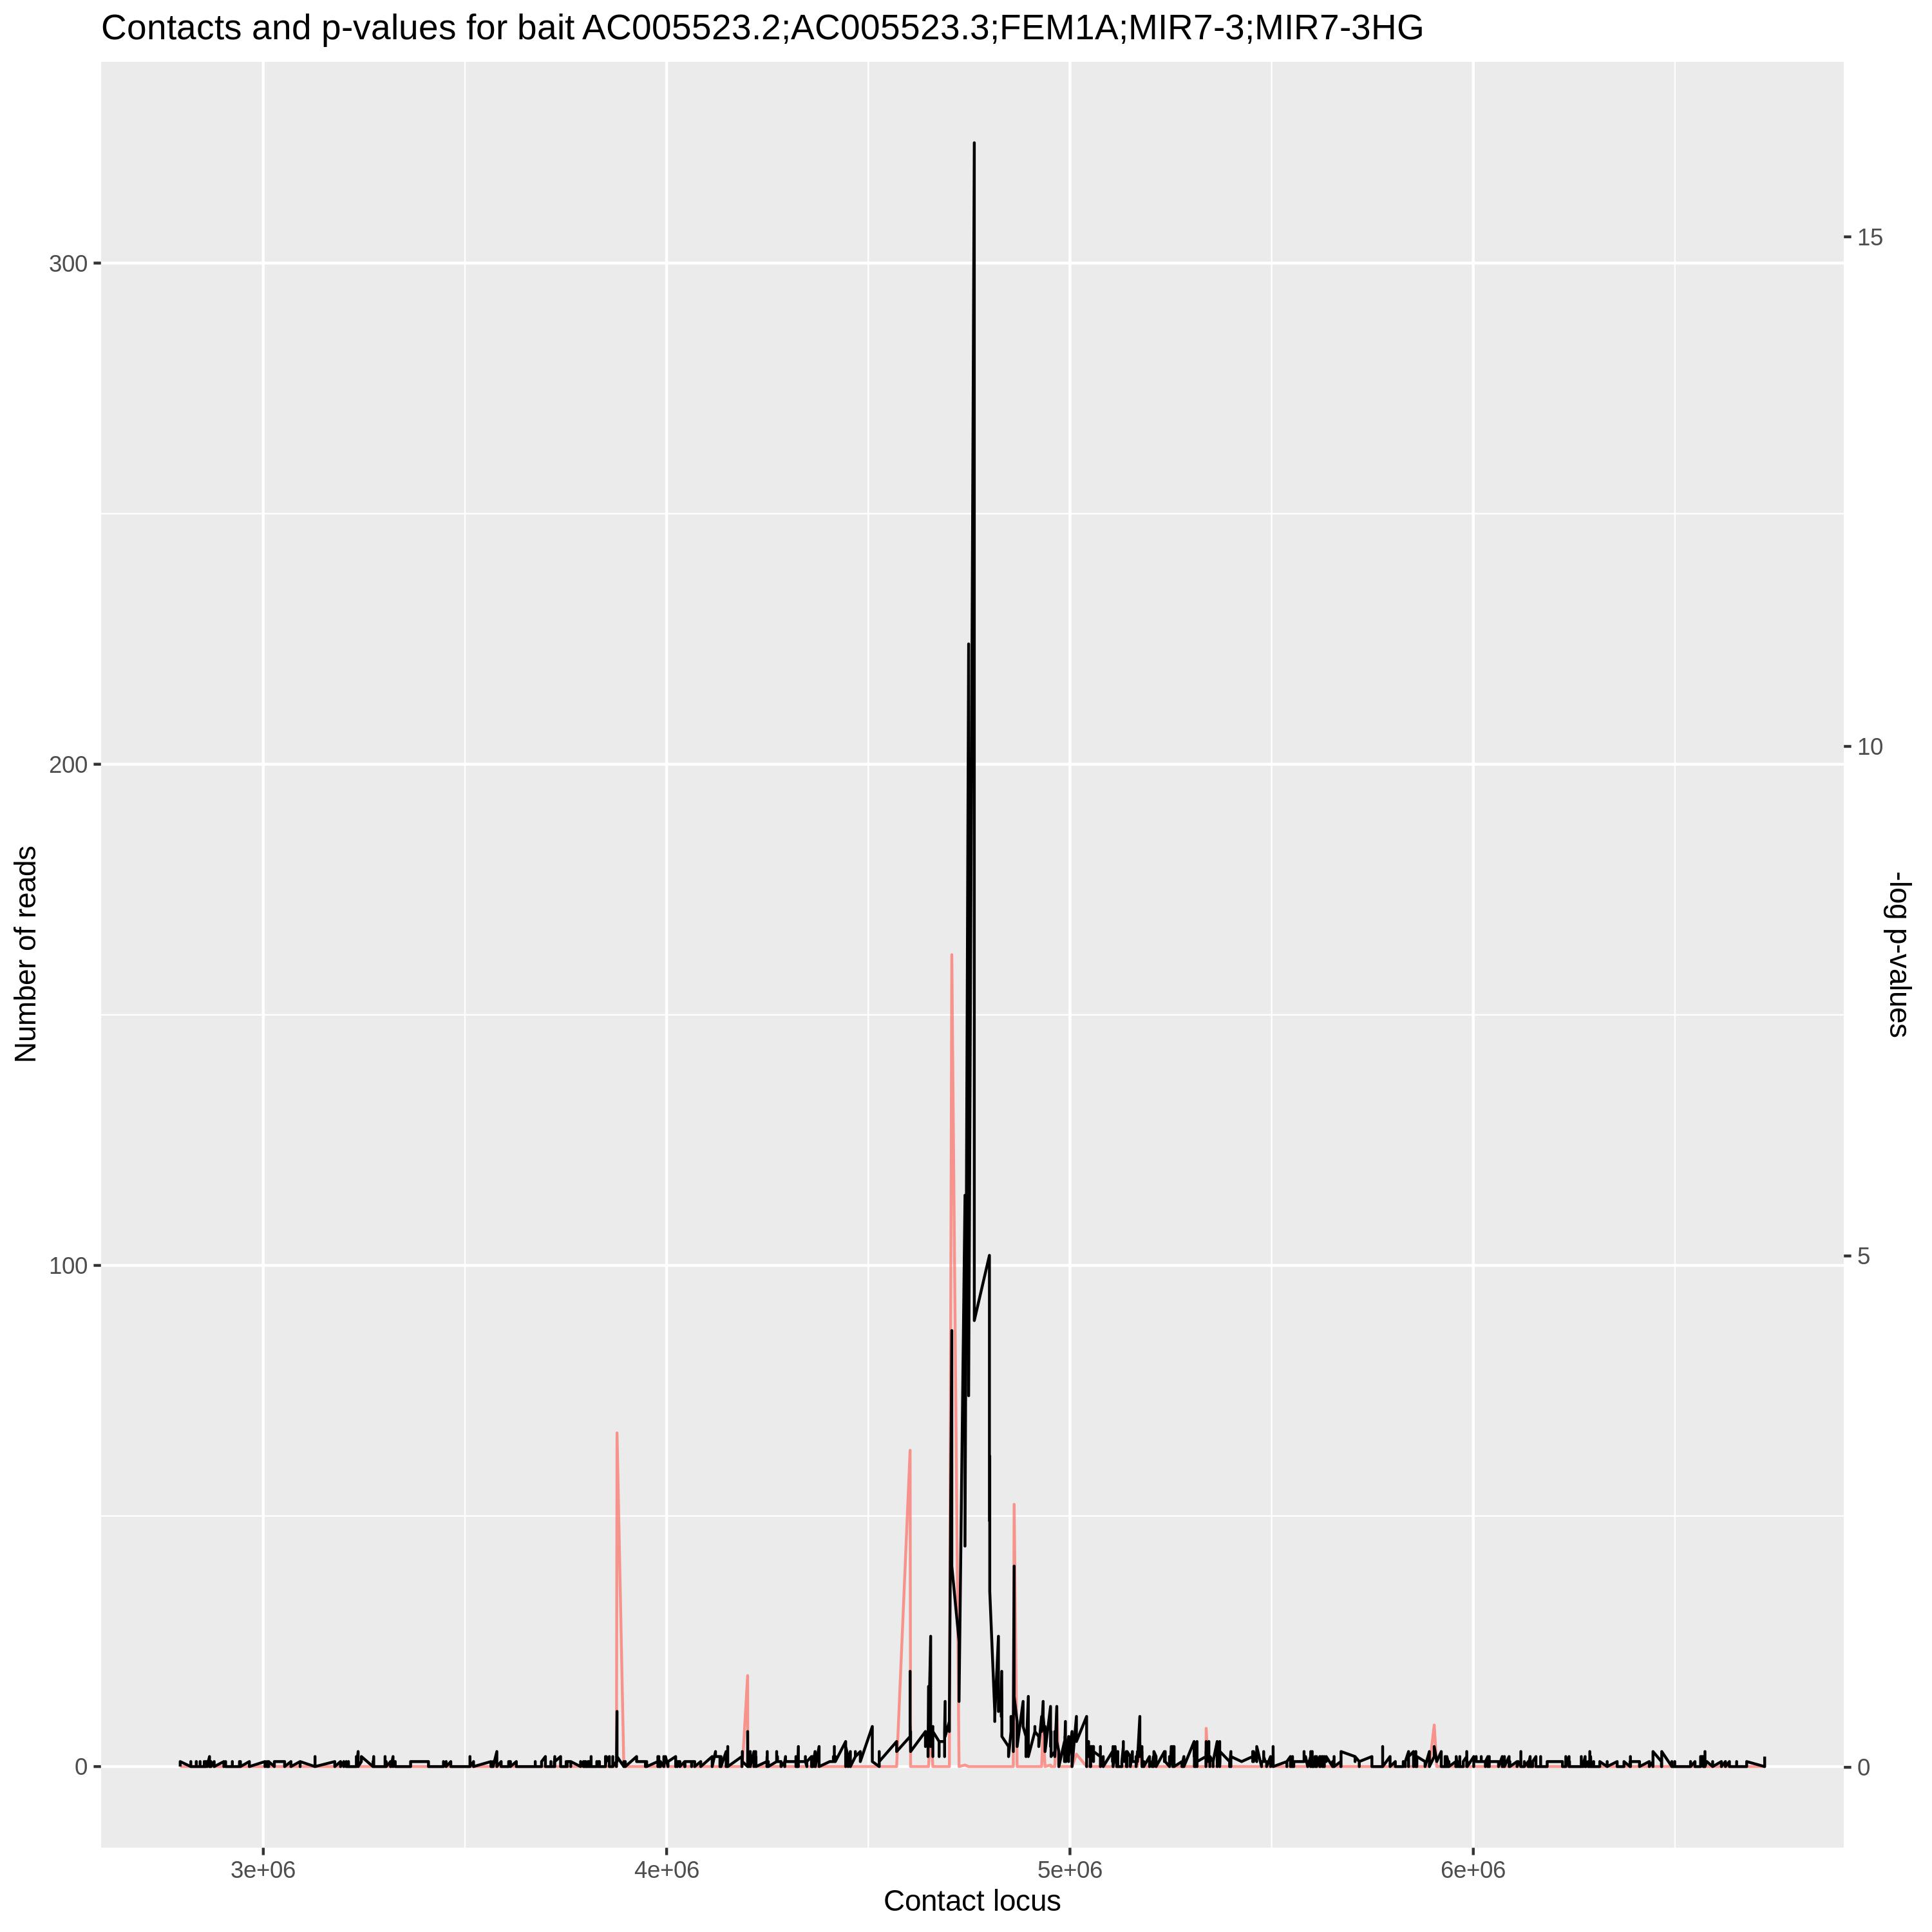 Contacts and p-values for bait AC005523.2;AC005523.3;FEM1A;MIR7-3;MIR7-3HG
300
200
100
0
Number of reads
15
10
5
0
-log p-values
3e+06
4e+06
5e+06
6e+06
Contact locus